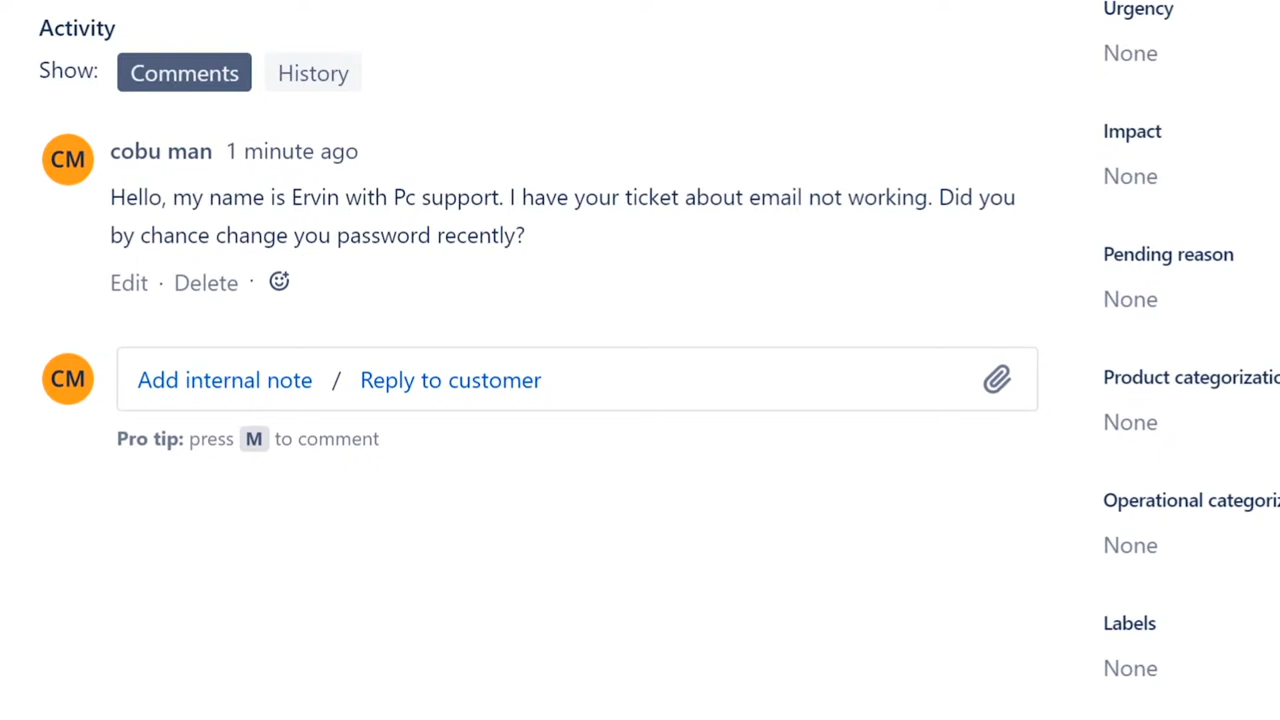 Activity
Show: Comments History
CM cobu man 1 minute ago
Hello, my name is Ervin with Pc support. I have your ticket about email not working. Did you
by chance change you password recently?
Edit · Delete ·
CM Add internal note / Reply to customer
Pro tip: press M to comment
Urgency
None
Impact
None
Pending reason
None
Product categorizatio
None
Operational categoriz
None
Labels
None